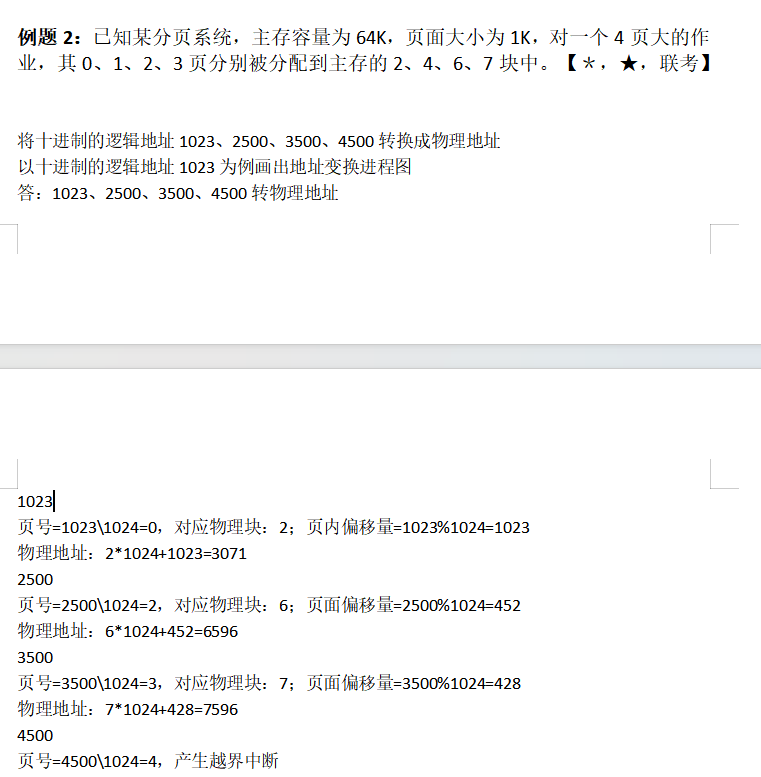 例题 2：已知某分页系统，主存容量为 64K，页面大小为 1K，对一个 4 页大的作
业，其 0、1、2、3 页分别被分配到主存的 2、4、6、7 块中。【＊，★，联考】
将十进制的逻辑地址 1023、2500、3500、4500 转换成物理地址
以十进制的逻辑地址 1023 为例画出地址变换进程图
答：1023、2500、3500、4500 转物理地址
1023
页号=1023\1024=0，对应物理块：2；页内偏移量=1023%1024=1023
物理地址：2*1024+1023=3071
2500
页号=2500\1024=2，对应物理块：6；页面偏移量=2500%1024=452
物理地址：6*1024+452=6596
3500
页号=3500\1024=3，对应物理块：7；页面偏移量=3500%1024=428
物理地址：7*1024+428=7596
4500
页号=4500\1024=4，产生越界中断